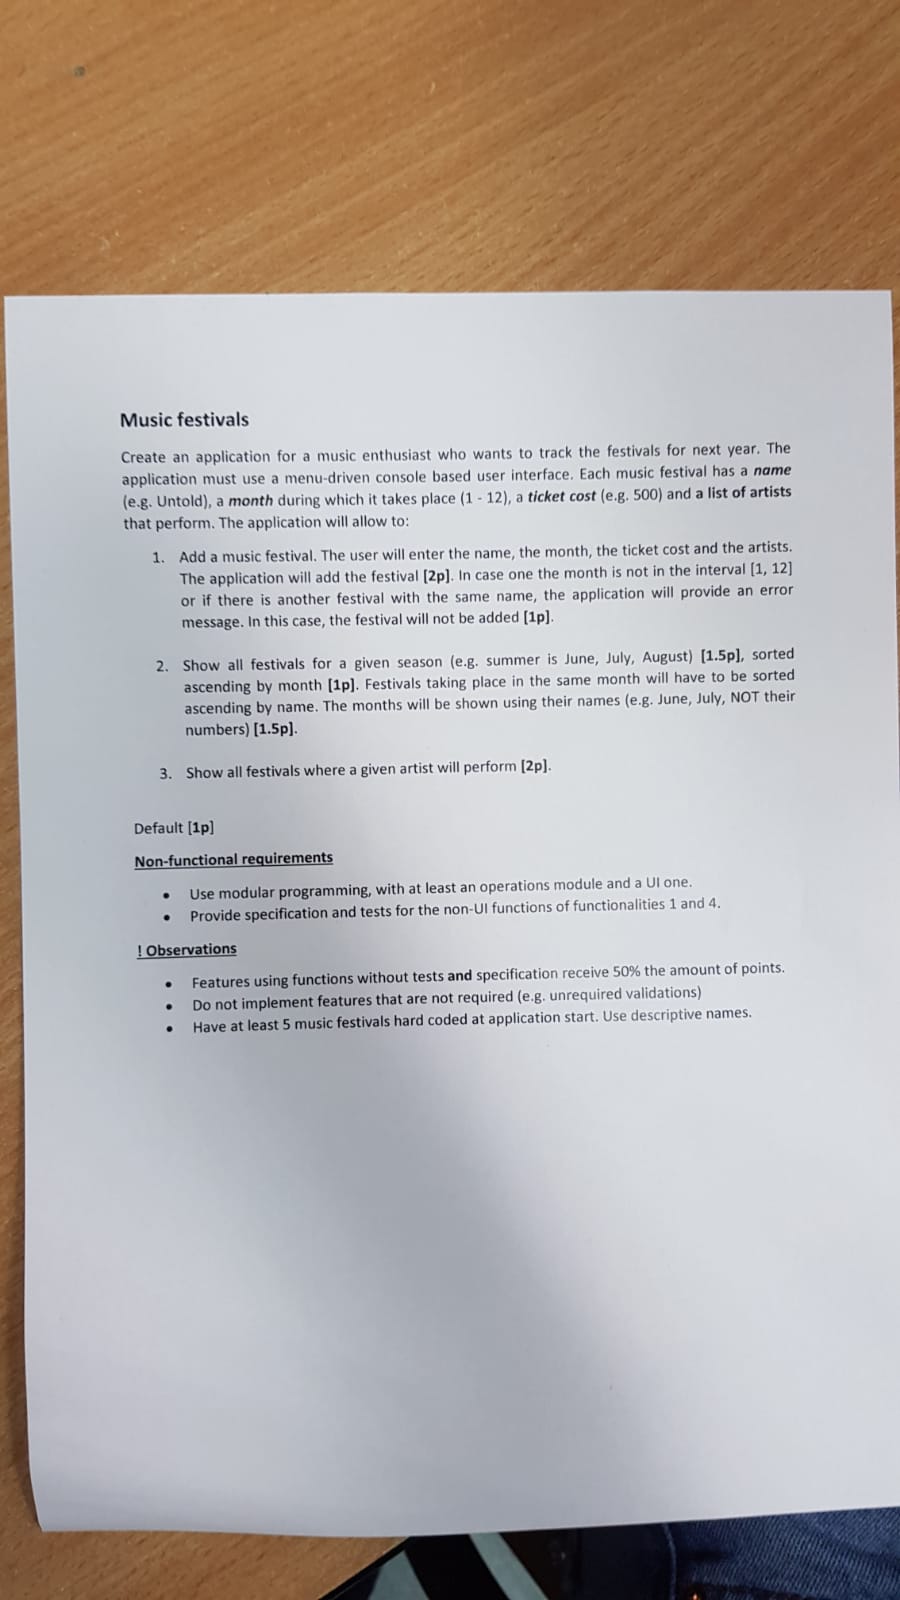 Music festivals
Create an application for a music enthusiast who wants to track the festivals for next year. The
application must use a menu-driven console based user interface. Each music festival has a name
(e.g. Untold), a month during which it takes place (1 - 12), a ticket cost (e.g. 500) and a list of artists
that perform. The application will allow to:
1. Add a music festival. The user will enter the name, the month, the ticket cost and the artists.
The application will add the festival [2p]. In case one the month is not in the interval [1, 12]
or if there is another festival with the same name, the application will provide an error
message. In this case, the festival will not be added [1p].
2. Show all festivals for a given season (e.g. summer is June, July, August) [1.5p], sorted
ascending by month [1p]. Festivals taking place in the same month will have to be sorted
ascending by name. The months will be shown using their names (e.g. June, July, NOT their
numbers) [1.5p].
3. Show all festivals where a given artist will perform [2p].
Default [1p]
Non-functional requirements
• Use modular programming, with at least an operations module and a UI one.
• Provide specification and tests for the non-UI functions of functionalities 1 and 4.
! Observations
• Features using functions without tests and specification receive 50% the amount of points.
• Do not implement features that are not required (e.g. unrequired validations)
• Have at least 5 music festivals hard coded at application start. Use descriptive names.